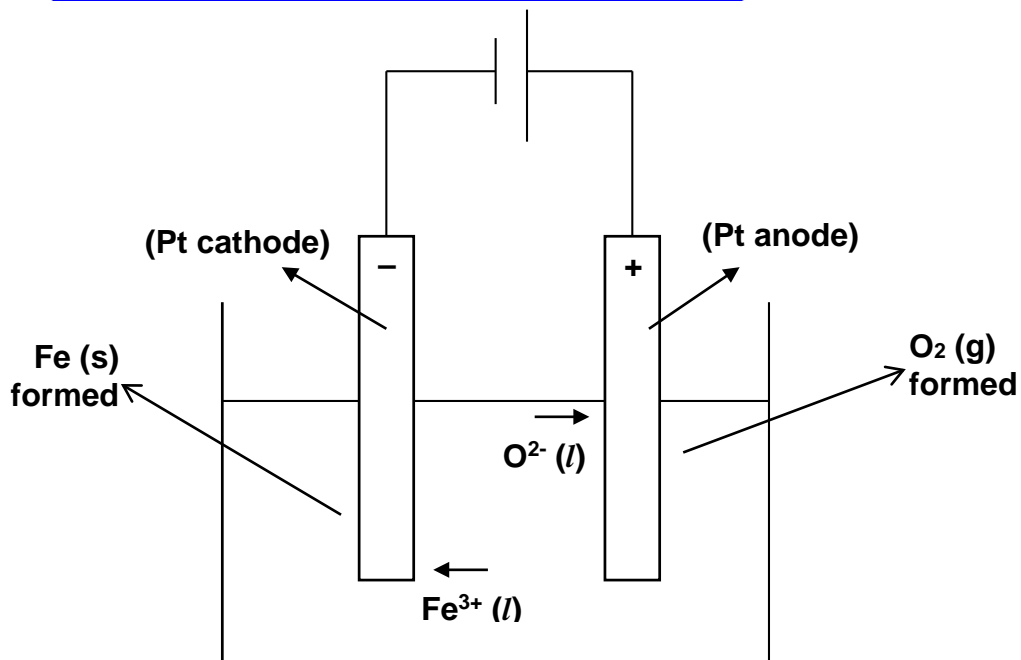 (Pt cathode)
(Pt anode)
–
+
Fe (s)
formed
O₂ (g)
formed
O²⁻ (l)
Fe³⁺ (l)